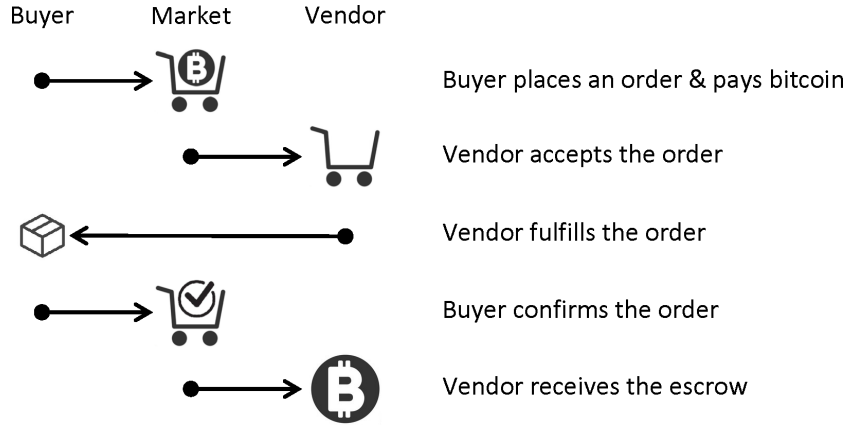 Buyer Market Vendor
Buyer places an order & pays bitcoin
Vendor accepts the order
Vendor fulfills the order
Buyer confirms the order
Vendor receives the escrow